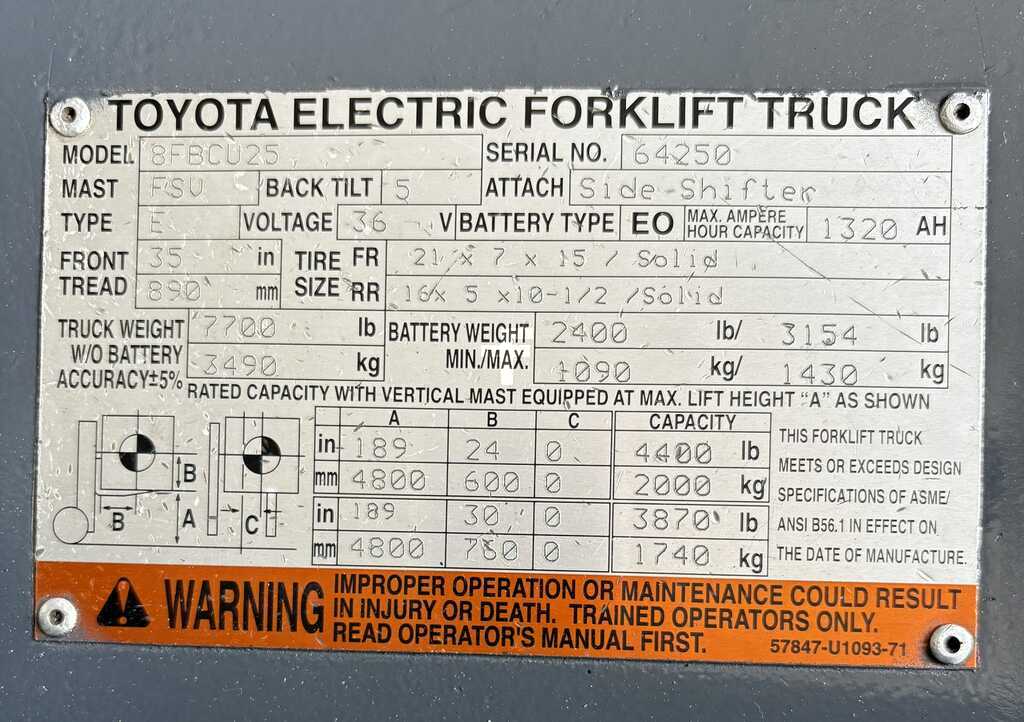 TOYOTA ELECTRIC FORKLIFT TRUCK
MODEL 8FBCU25 SERIAL NO. 64250
MAST FSV BACK TILT 5 ATTACH Side-Shifter
TYPE E VOLTAGE 36 V BATTERY TYPE EO MAX. AMPERE HOUR CAPACITY 1320 AH
FRONT TREAD 35 in TIRE SIZE FR 21 x 7 x 15 / Solid
890 mm RR 16x 5 x10-1/2 /Solid
TRUCK WEIGHT W/O BATTERY ACCURACY±5% 7700 lb BATTERY WEIGHT MIN./MAX. 2400 lb/ 3154 lb
3490 kg 1090 kg/ 1430 kg
RATED CAPACITY WITH VERTICAL MAST EQUIPPED AT MAX. LIFT HEIGHT "A" AS SHOWN
A B C CAPACITY
in 189 24 0 4400 lb
mm 4800 600 0 2000 kg
in 189 30 0 3870 lb
mm 4800 760 0 1740 kg
B
B A C
THIS FORKLIFT TRUCK
MEETS OR EXCEEDS DESIGN
SPECIFICATIONS OF ASME/
ANSI B56.1 IN EFFECT ON
THE DATE OF MANUFACTURE.
WARNING
IMPROPER OPERATION OR MAINTENANCE COULD RESULT
IN INJURY OR DEATH. TRAINED OPERATORS ONLY.
READ OPERATOR'S MANUAL FIRST.
57847-U1093-71